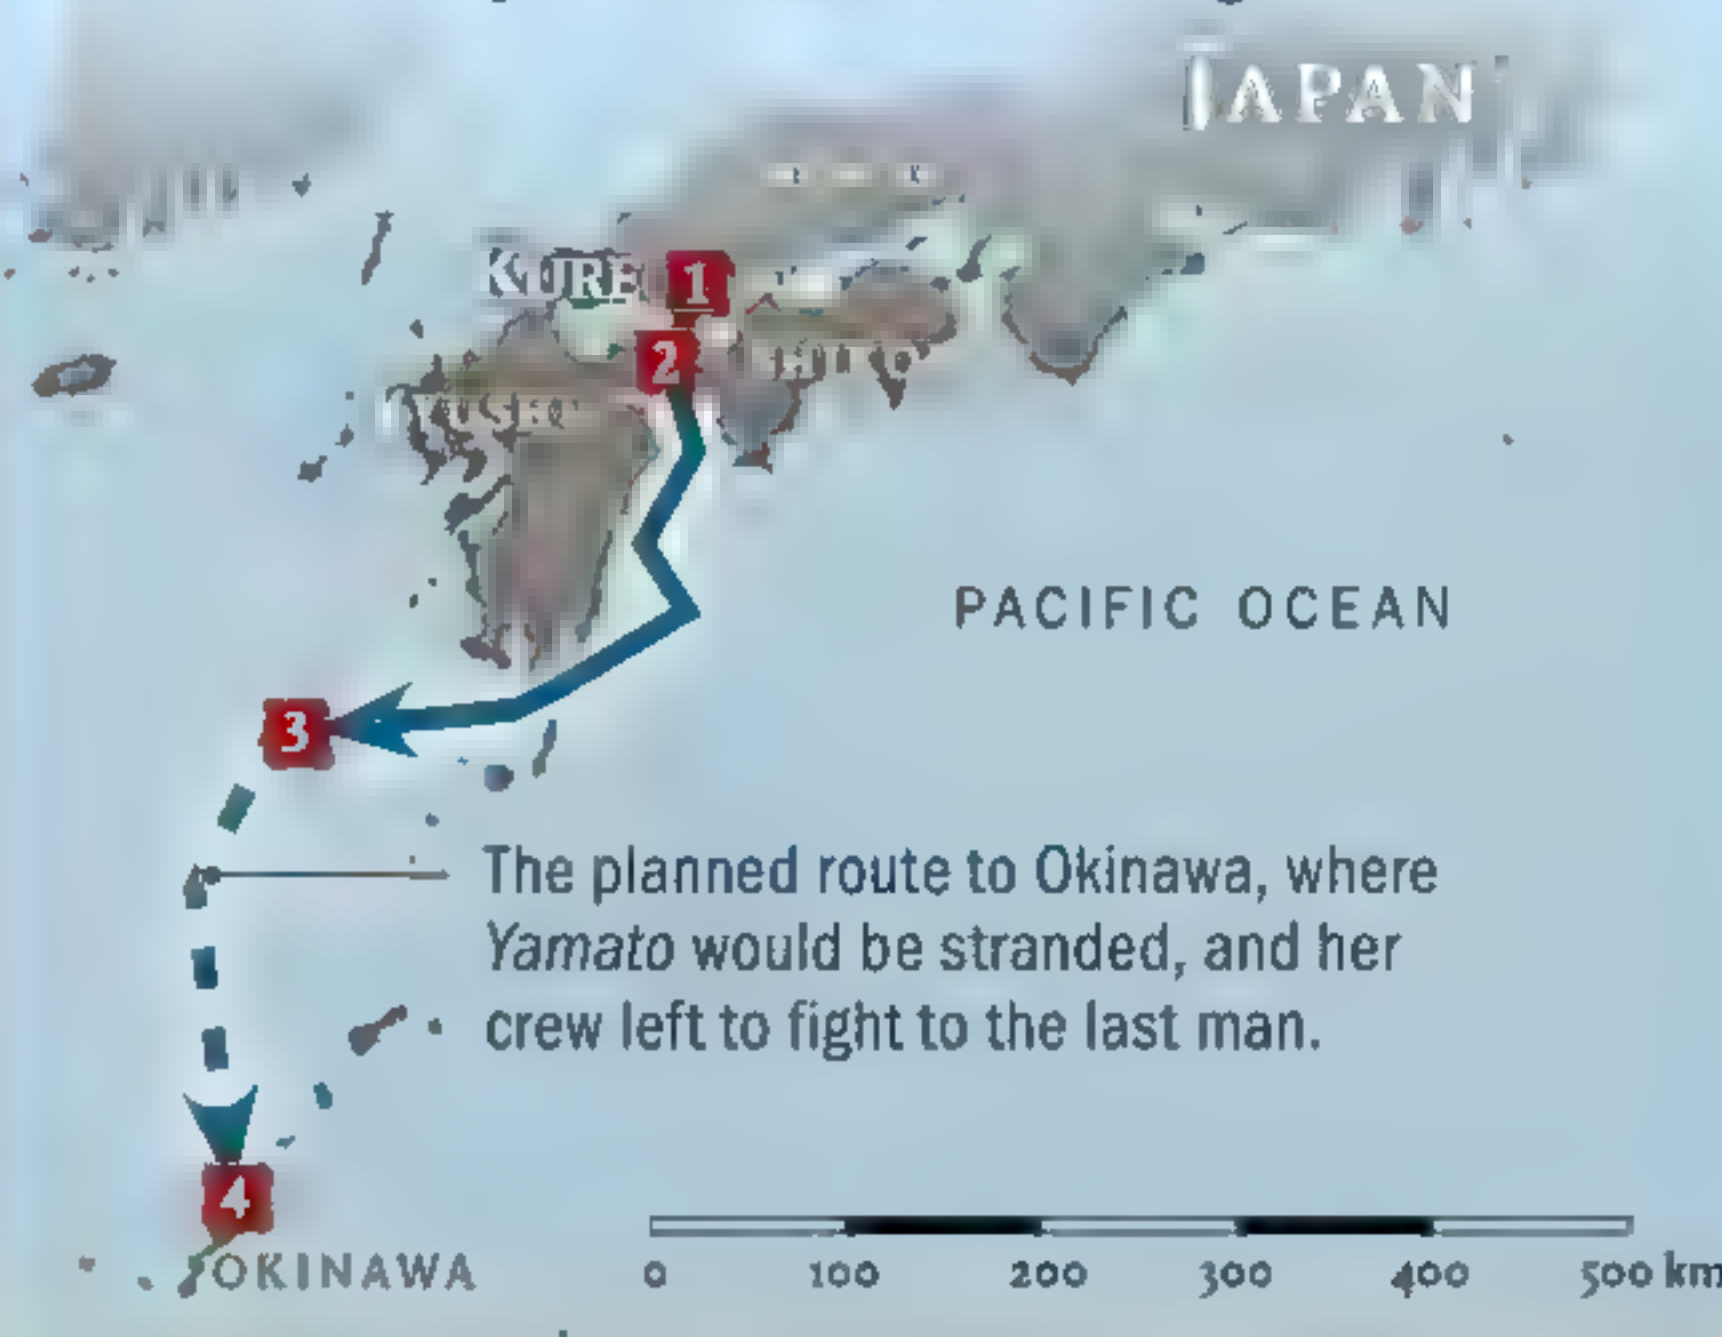 JAPAN
KURE
1
2
PACIFIC OCEAN
3
The planned route to Okinawa, where
Yamato would be stranded, and her
crew left to fight to the last man.
4
OKINAWA
0 100 200 300 400 500 km